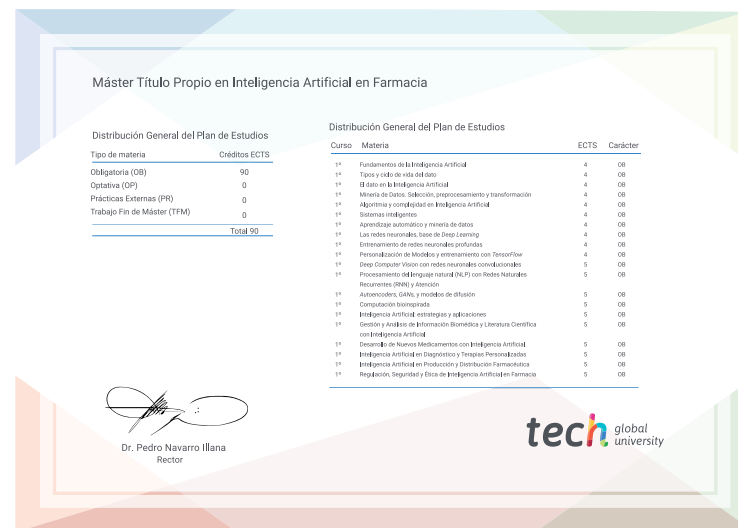 Máster Título Propio en Inteligencia Artificial en Farmacia
Distribución General del Plan de Estudios
Tipo de materia Créditos ECTS
Obligatoria (OB) 90
Optativa (OP) 0
Prácticas Externas (PR) 0
Trabajo Fin de Máster (TFM) 0
Total 90
Distribución General del Plan de Estudios
Curso Materia ECTS Carácter
1º Fundamentos de la Inteligencia Artificial 4 OB
1º Tipos y ciclo de vida del dato 4 OB
1º El dato en la Inteligencia Artificial 4 OB
1º Minería de Datos. Selección, preprocesamiento y transformación 4 OB
1º Algoritmia y complejidad en Inteligencia Artificial 4 OB
1º Sistemas inteligentes 4 OB
1º Aprendizaje automático y minería de datos 4 OB
1º Las redes neuronales, base de Deep Learning 4 OB
1º Entrenamiento de redes neuronales profundas 4 OB
1º Personalización de Modelos y entrenamiento con TensorFlow 4 OB
1º Deep Computer Vision con redes neuronales convolucionales 5 OB
1º Procesamiento del lenguaje natural (NLP) con Redes Naturales 5 OB
Recurrentes (RNN) y Atención
1º Autoencoders, GANs, y modelos de difusión 5 OB
1º Computación bioinspirada 5 OB
1º Inteligencia Artificial: estrategias y aplicaciones 5 OB
1º Gestión y Análisis de Información Biomédica y Literatura Científica 5 OB
con Inteligencia Artificial
1º Desarrollo de Nuevos Medicamentos con Inteligencia Artificial 5 OB
1º Inteligencia Artificial en Diagnóstico y Terapias Personalizadas 5 OB
1º Inteligencia Artificial en Producción y Distribución Farmacéutica 5 OB
1º Regulación, Seguridad y Ética de Inteligencia Artificial en Farmacia 5 OB
Dr. Pedro Navarro Illana
Rector
tech global
university